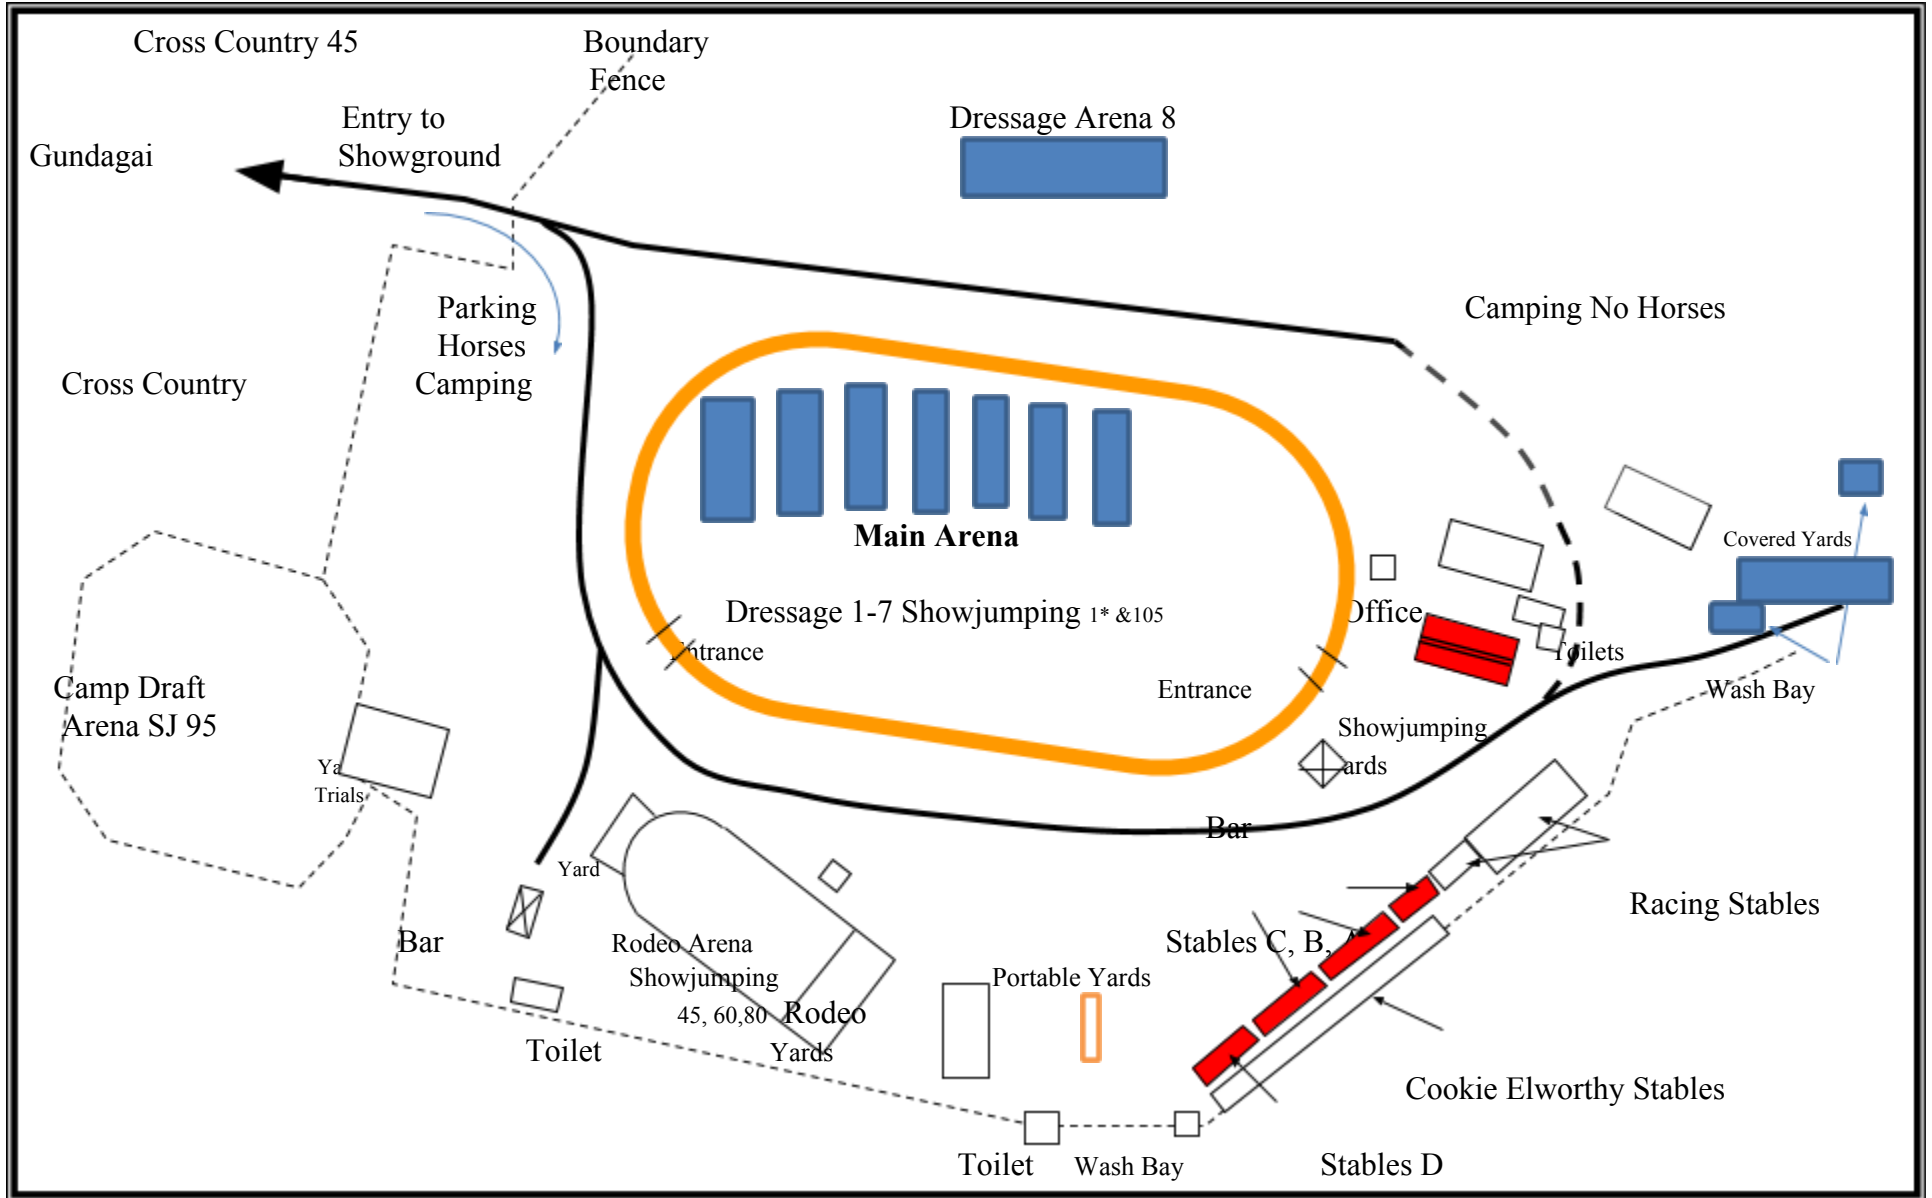 Cross Country 45
Boundary
Fence
Entry to
Showground
Gundagai
Dressage Arena 8
Parking
Horses
Camping
Camping No Horses
Cross Country
Main Arena
Dressage 1-7 Showjumping 1* &105
Entrance
Entrance
Office
Covered Yards
Toilets
Wash Bay
Showjumping
Camp Draft
Arena SJ 95
Trials
Bar
Yard
Racing Stables
Bar
Rodeo Arena
Showjumping
45, 60,80
Rodeo
Yards
Portable Yards
Stables C, B,
Toilet
Cookie Elworthy Stables
Toilet
Wash Bay
Stables D